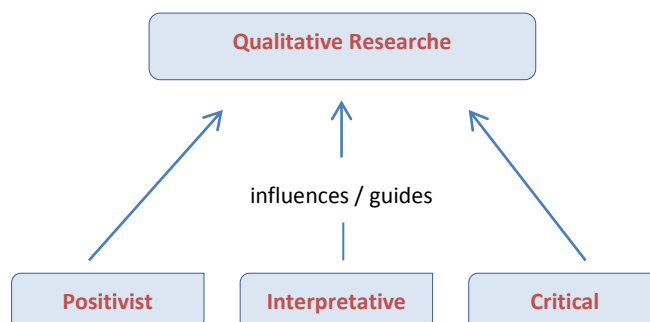 Qualitative Researche
influences / guides
Positivist
Interpretative
Critical